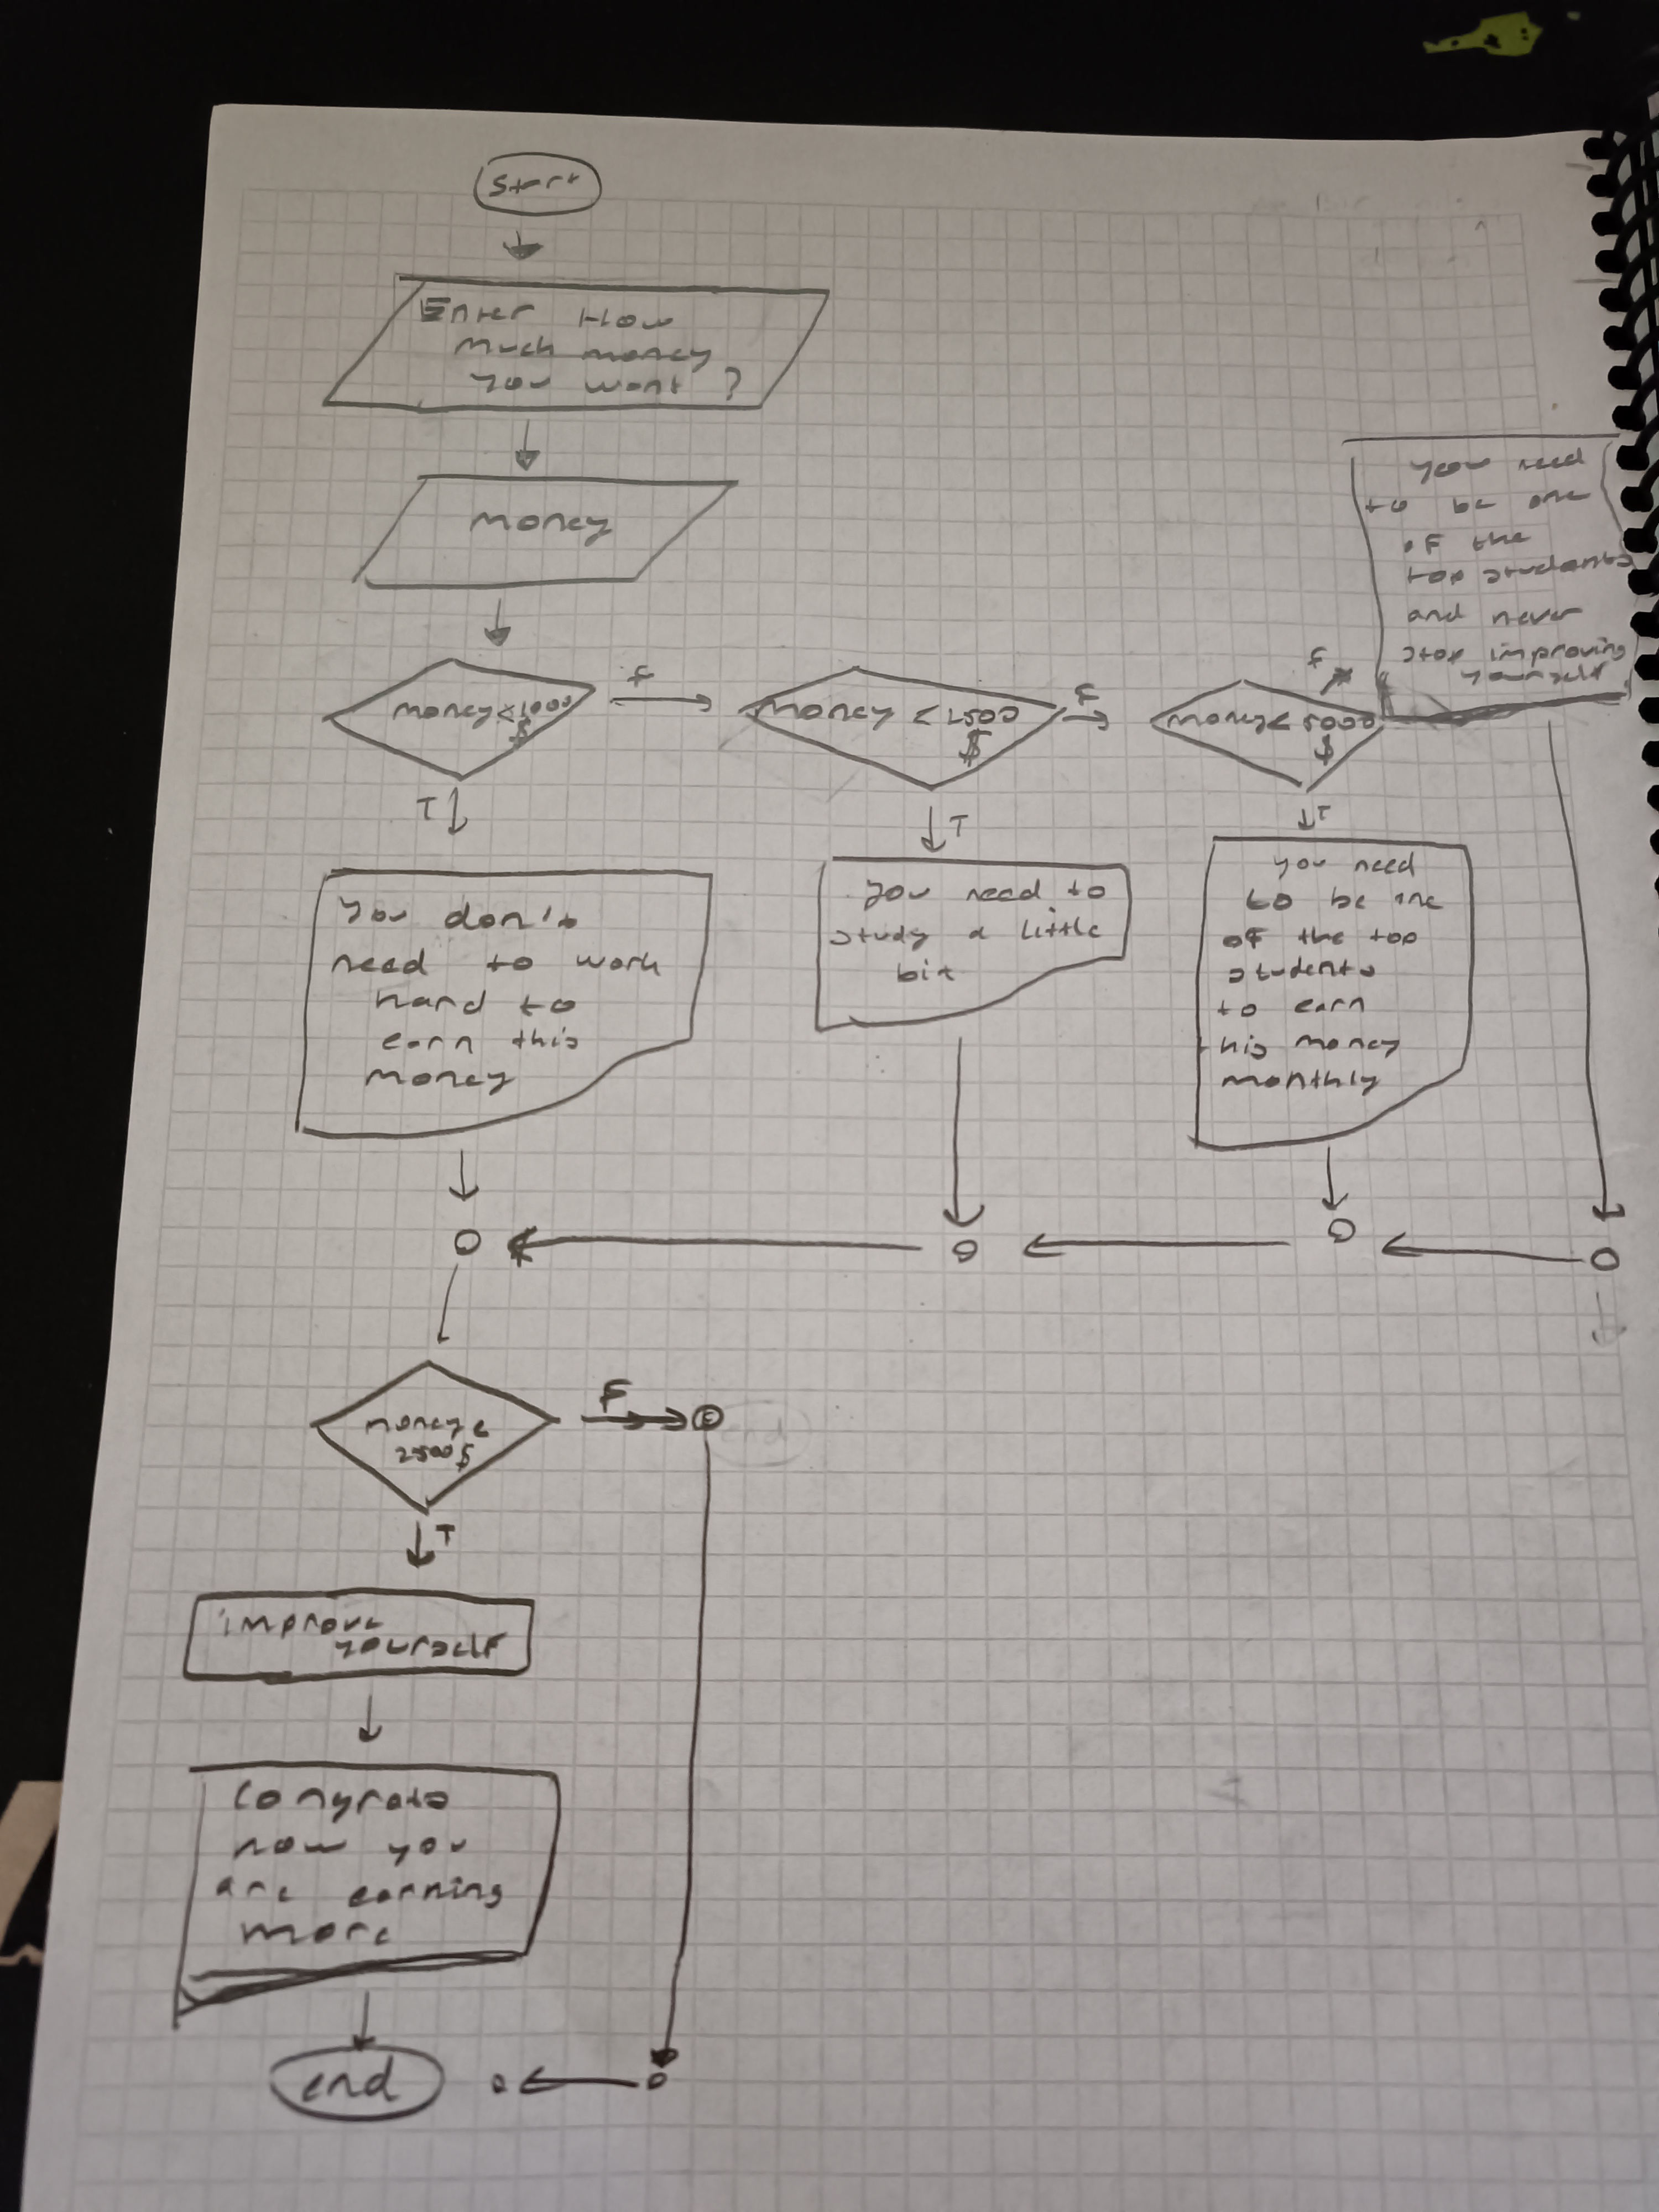 Start
Enter How
much money
you want ?
money
money < 1000
$
F
money < 2500
$
F
money < 5000
$
F
you need
to be one
of the
top students
and never
stop improving
yourself
T
you don't
need to work
hard to
earn this
money
T
you need to
study a little
bit
T
you need
to be one
of the top
students
to earn
this money
monthly
money <
2500 $
F
E
end
T
improve
yourself
Congrats
now you
are earning
more
end